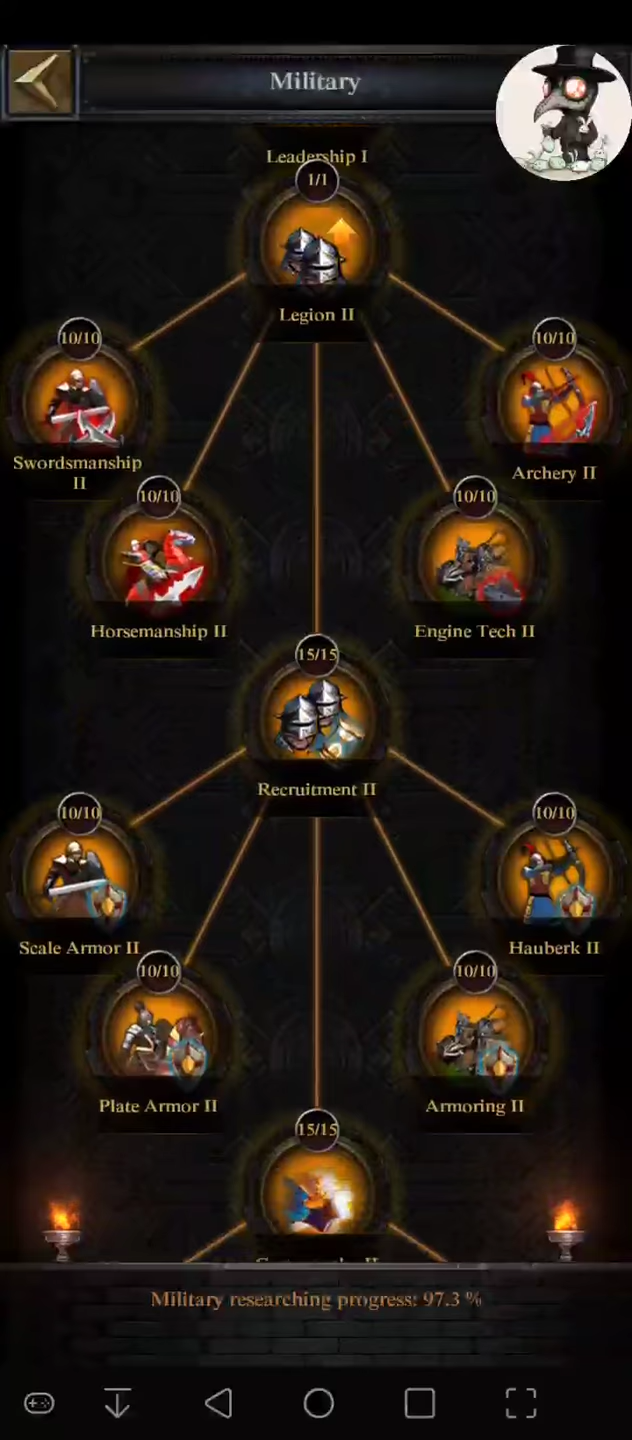 Military
Leadership I
1/1
Legion II
10/10
10/10
Swordsmanship
II
Archery II
10/10
10/10
Horsemanship II
Engine Tech II
15/15
Recruitment II
10/10
10/10
Scale Armor II
Hauberk II
10/10
10/10
Plate Armor II
Armoring II
15/15
Military researching progress: 97.3 %